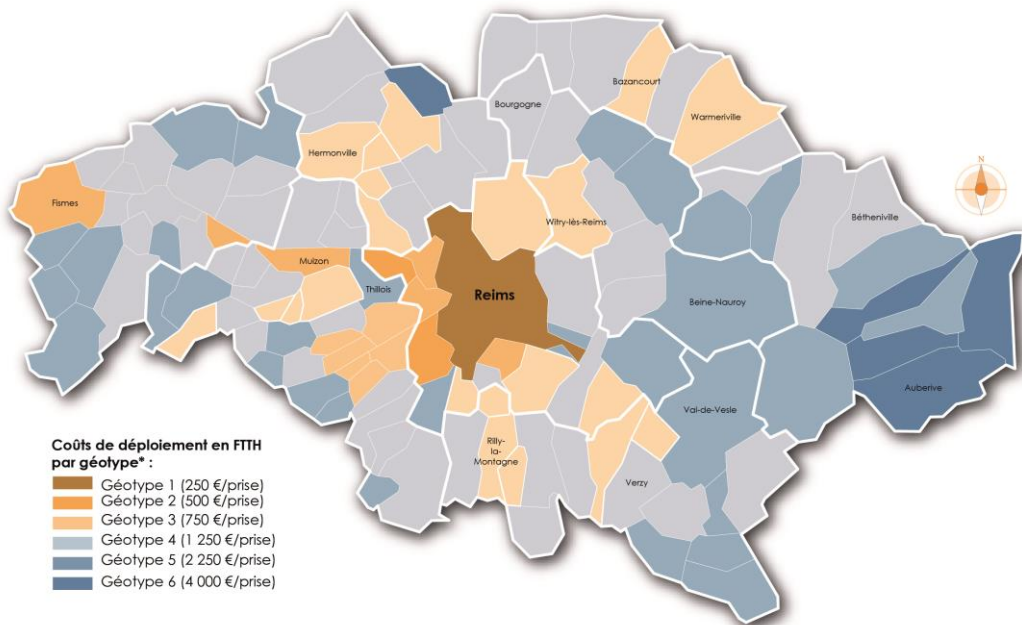 Bazancourt
Warmeriville
Bourgogne
Hermonville
N
Fismes
Witry-lès-Reims
Bétheniville
Muizon
Thillois
Reims
Beine-Nauroy
Auberive
Val-de-Vesle
Rilly-
la-
Montagne
Verzy
Coûts de déploiement en FTTH
par géotype* :
Géotype 1 (250 €/prise)
Géotype 2 (500 €/prise)
Géotype 3 (750 €/prise)
Géotype 4 (1 250 €/prise)
Géotype 5 (2 250 €/prise)
Géotype 6 (4 000 €/prise)